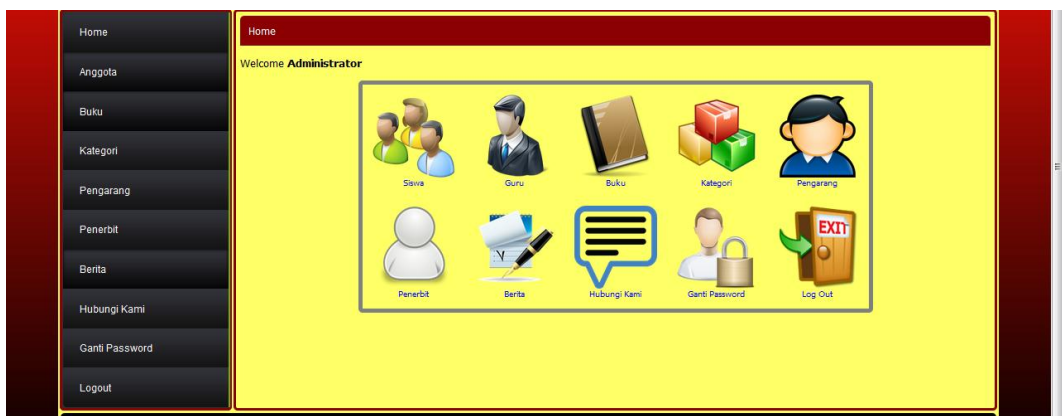 Home
Anggota
Buku
Kategori
Pengarang
Penerbit
Berita
Hubungi Kami
Ganti Password
Logout
Home
Welcome Administrator
Siswa Guru Buku Kategori Pengarang
EXIT
Penerbit Berita Hubungi Kami Ganti Password Log Out